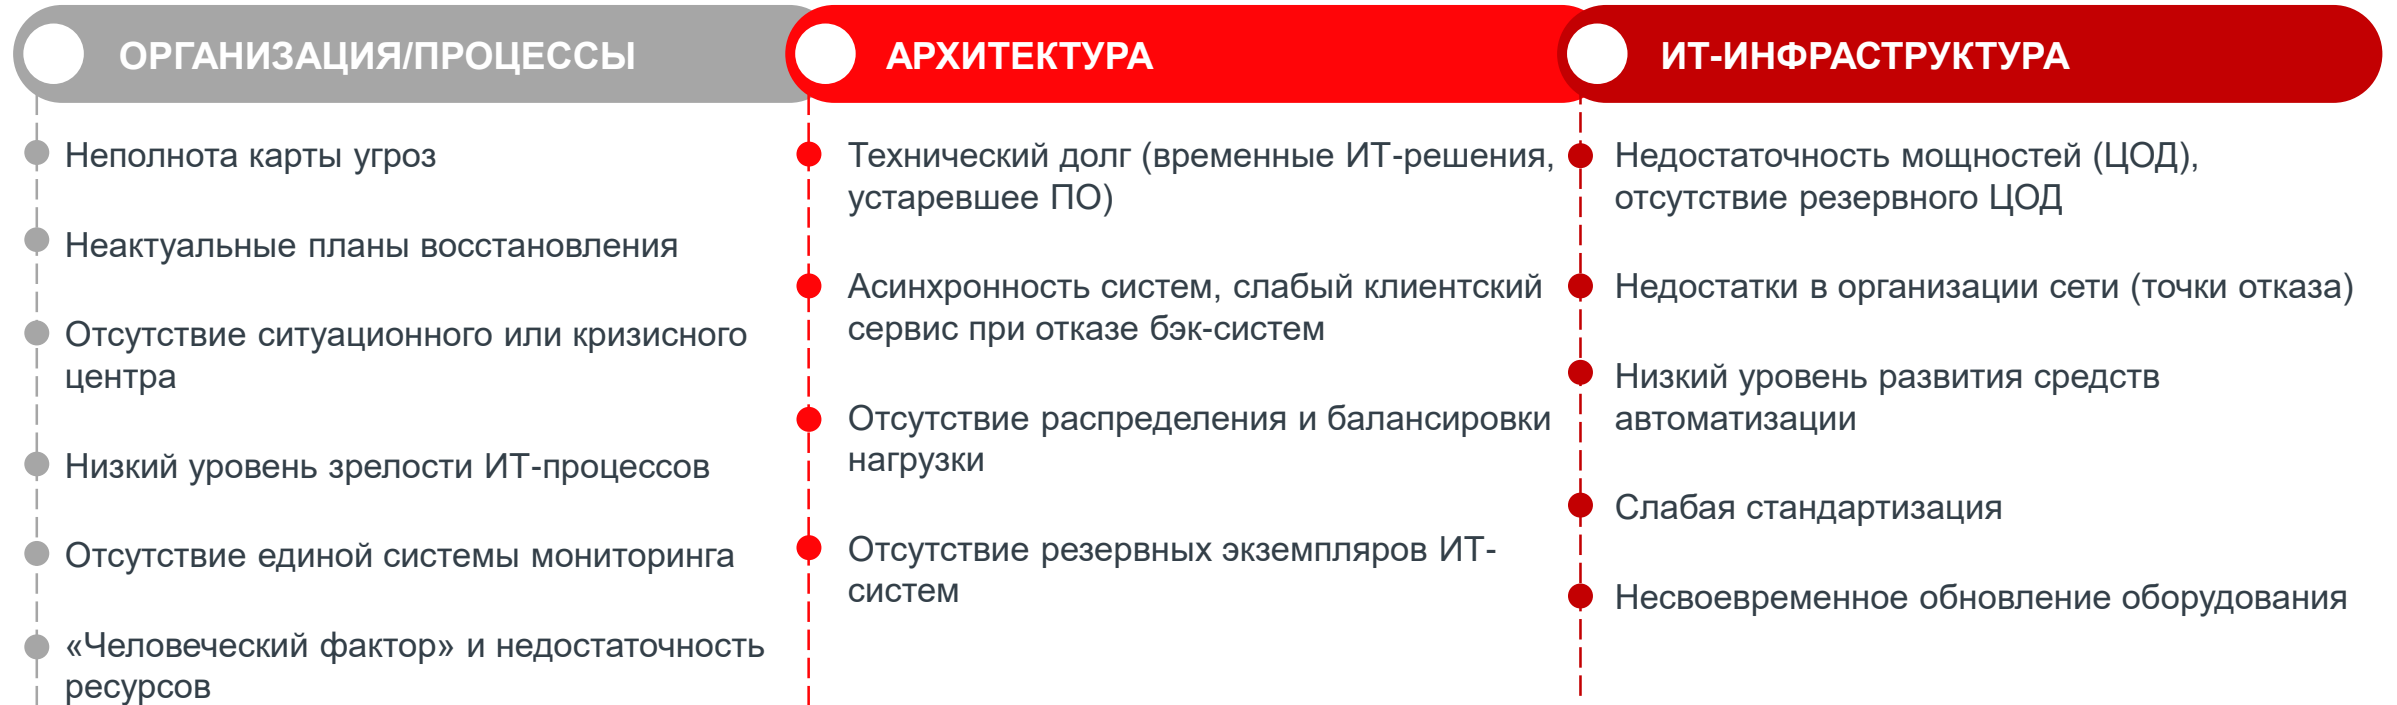 ОРГАНИЗАЦИЯ/ПРОЦЕССЫ
Неполнота карты угроз
Неактуальные планы восстановления
Отсутствие ситуационного или кризисного
центра
Низкий уровень зрелости ИТ-процессов
Отсутствие единой системы мониторинга
«Человеческий фактор» и недостаточность
ресурсов
АРХИТЕКТУРА
Технический долг (временные ИТ-решения,
устаревшее ПО)
Асинхронность систем, слабый клиентский
сервис при отказе бэк-систем
Отсутствие распределения и балансировки
нагрузки
Отсутствие резервных экземпляров ИТ-
систем
ИТ-ИНФРАСТРУКТУРА
Недостаточность мощностей (ЦОД),
отсутствие резервного ЦОД
Недостатки в организации сети (точки отказа)
Низкий уровень развития средств
автоматизации
Слабая стандартизация
Несвоевременное обновление оборудования